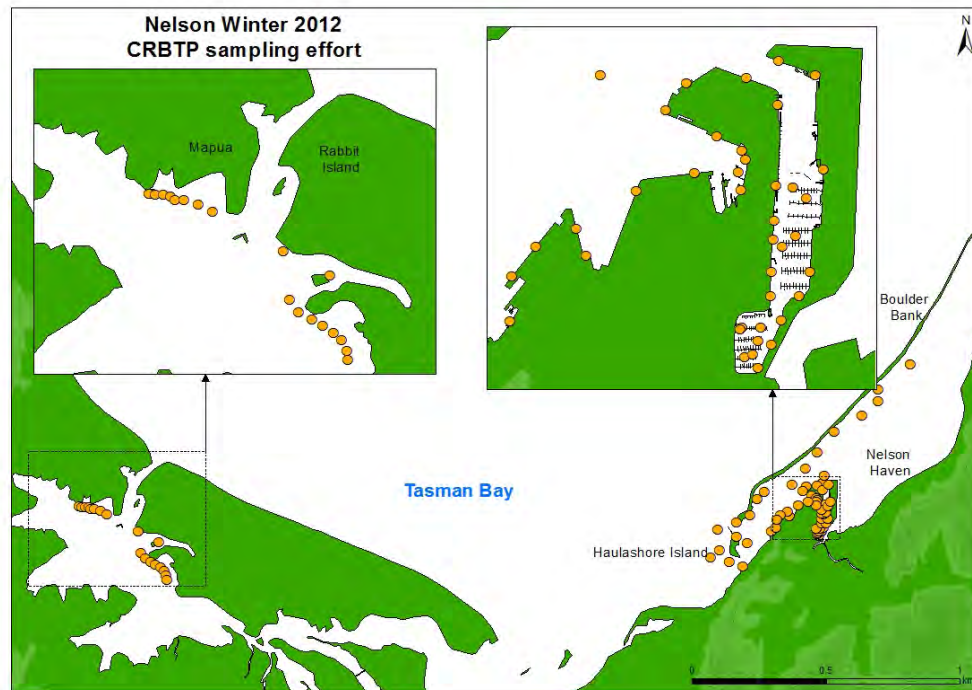 Nelson Winter 2012
CRBTP sampling effort
N
Mapua
Rabbit
Island
Boulder
Bank
Nelson
Haven
Tasman Bay
Haulashore Island
0 0.5 1
km